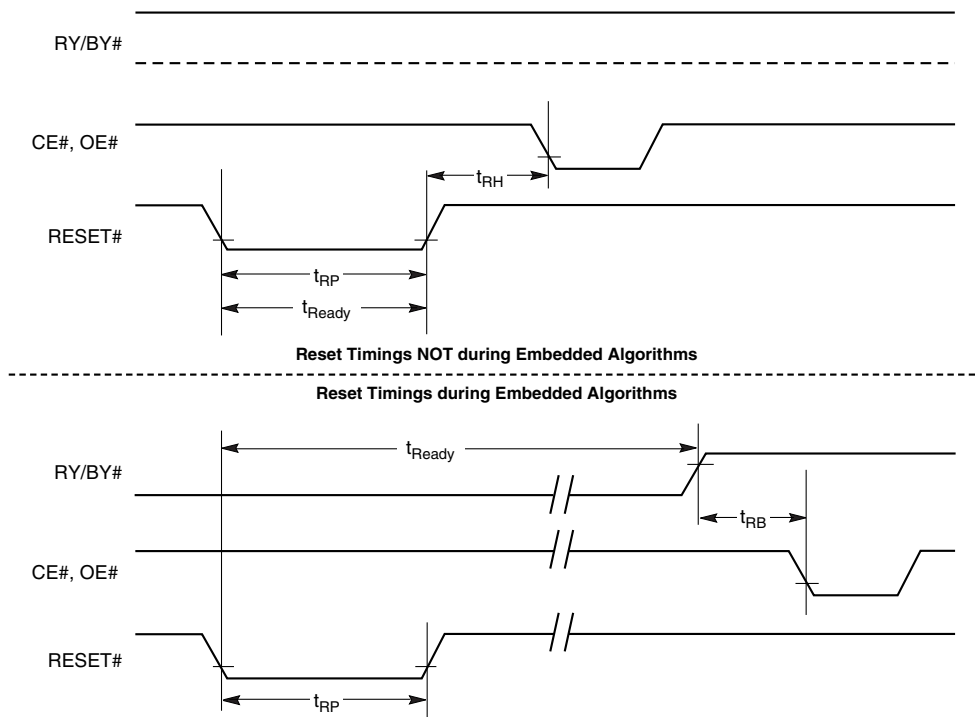 RY/BY#
CE#, OE#
tRH
RESET#
tRP
tReady
Reset Timings NOT during Embedded Algorithms
Reset Timings during Embedded Algorithms
tReady
RY/BY#
tRB
CE#, OE#
RESET#
tRP